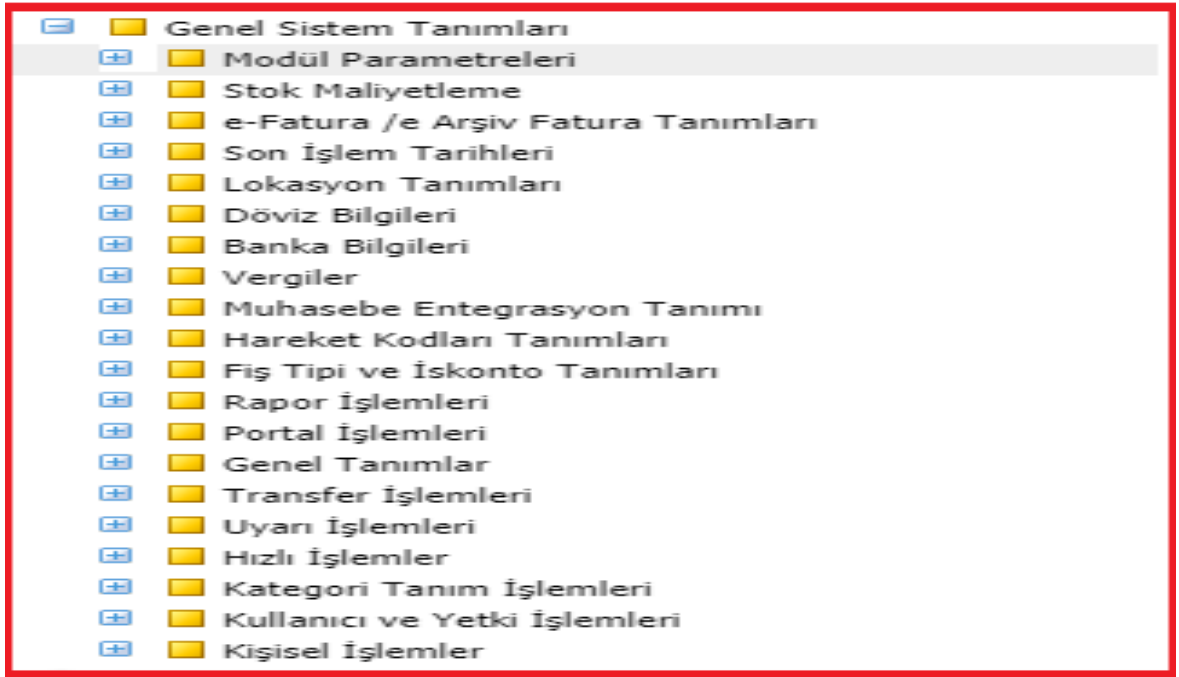 Genel Sistem Tanımları
Modül Parametreleri
Stok Maliyetleme
e-Fatura /e Arşiv Fatura Tanımları
Son İşlem Tarihleri
Lokasyon Tanımları
Döviz Bilgileri
Banka Bilgileri
Vergiler
Muhasebe Entegrasyon Tanımı
Hareket Kodları Tanımları
Fiş Tipi ve İskonto Tanımları
Rapor İşlemleri
Portal İşlemleri
Genel Tanımlar
Transfer İşlemleri
Uyarı İşlemleri
Hızlı İşlemler
Kategori Tanım İşlemleri
Kullanıcı ve Yetki İşlemleri
Kişisel İşlemler